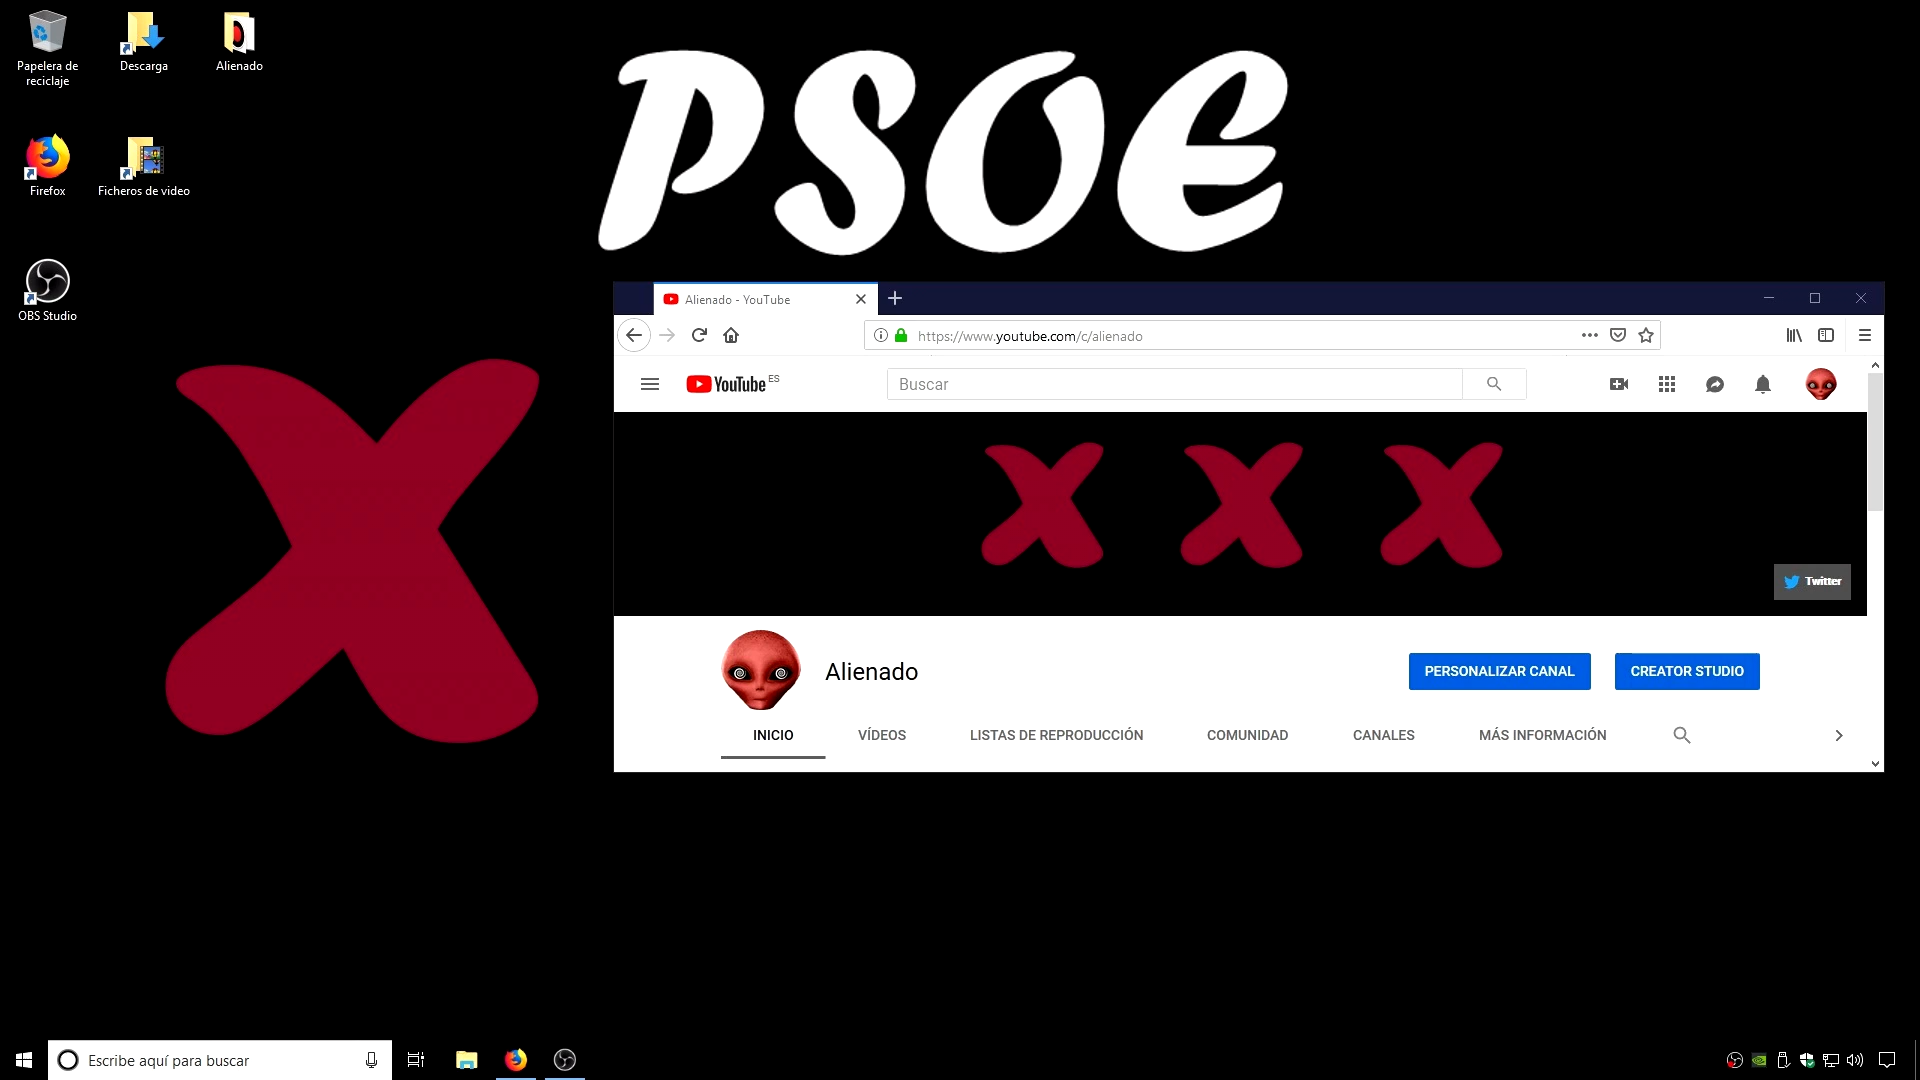 Papelera de
reciclaje
Descarga
Alienado
PSOE
Firefox
Ficheros de video
OBS Studio
X
Alienado - YouTube
https://www.youtube.com/c/alienado
YouTube ES
Buscar
X X X
Twitter
Alienado
PERSONALIZAR CANAL
CREATOR STUDIO
INICIO
VÍDEOS
LISTAS DE REPRODUCCIÓN
COMUNIDAD
CANALES
MÁS INFORMACIÓN
Escribe aquí para buscar